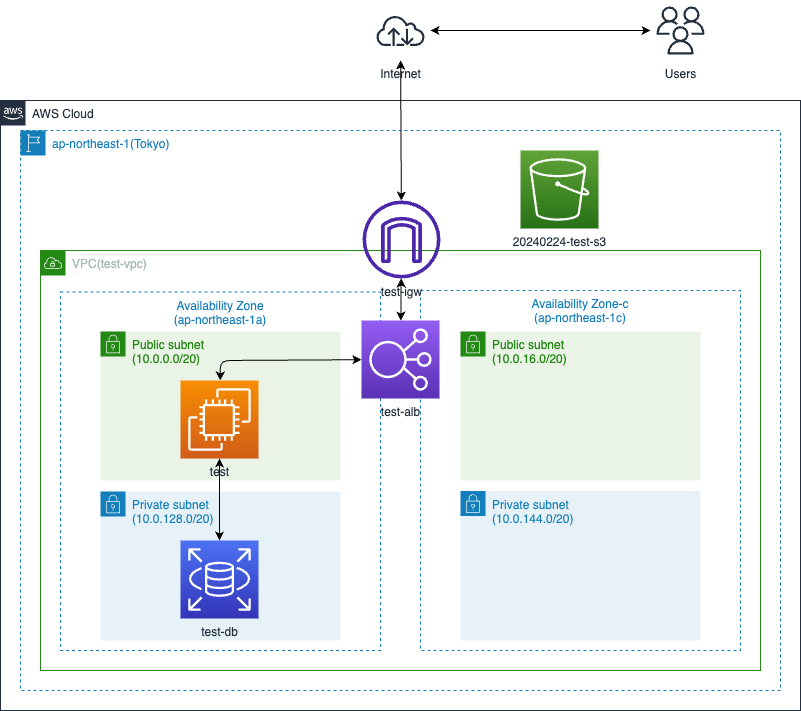 Internet
Users
aws
AWS Cloud
ap-northeast-1(Tokyo)
20240224-test-s3
VPC(test-vpc)
test-igw
Availability Zone
(ap-northeast-1a)
Availability Zone-c
(ap-northeast-1c)
Public subnet
(10.0.0.0/20)
Public subnet
(10.0.16.0/20)
test-alb
test
Private subnet
(10.0.128.0/20)
Private subnet
(10.0.144.0/20)
test-db